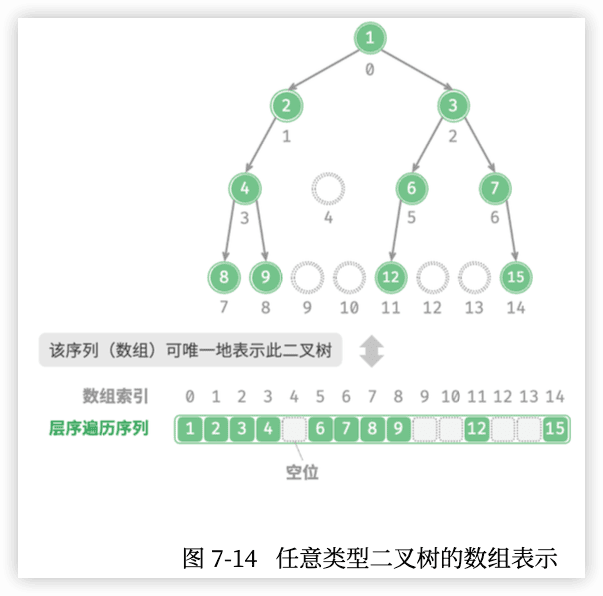 1
0
2 3
1 2
4 6 7
3 4 5 6
8 9 12 15
7 8 9 10 11 12 13 14
该序列（数组）可唯一地表示此二叉树
数组索引 0 1 2 3 4 5 6 7 8 9 10 11 12 13 14
层序遍历序列 1 2 3 4 6 7 8 9 12 15
空位
图 7-14 任意类型二叉树的数组表示